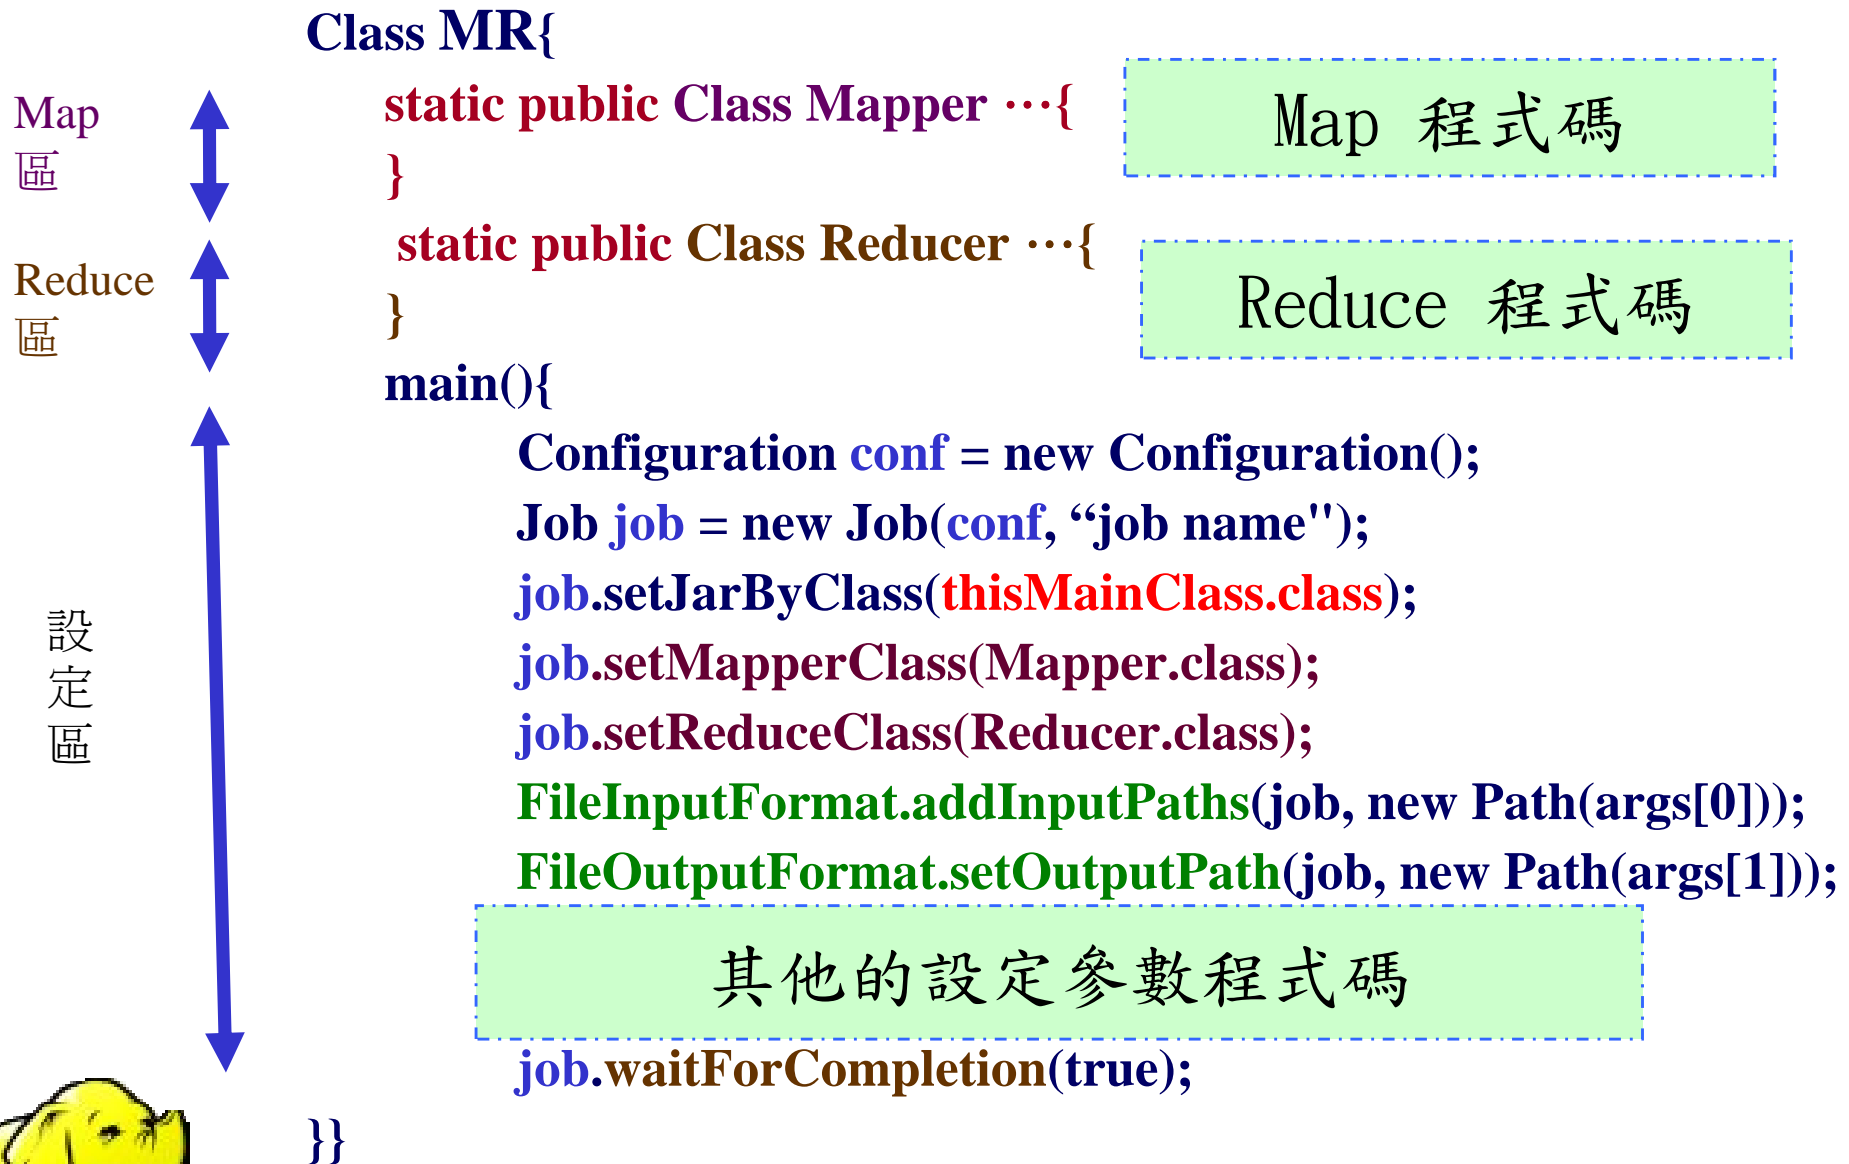 Class MR{
Map
區
static public Class Mapper ⋯{
}
Map 程式碼
Reduce
區
static public Class Reducer ⋯{
}
Reduce 程式碼
設
定
區
main(){
Configuration conf = new Configuration();
Job job = new Job(conf, “job name");
job.setJarByClass(thisMainClass.class);
job.setMapperClass(Mapper.class);
job.setReduceClass(Reducer.class);
FileInputFormat.addInputPaths(job, new Path(args[0]));
FileOutputFormat.setOutputPath(job, new Path(args[1]));
其他的設定參數程式碼
job.waitForCompletion(true);
}}